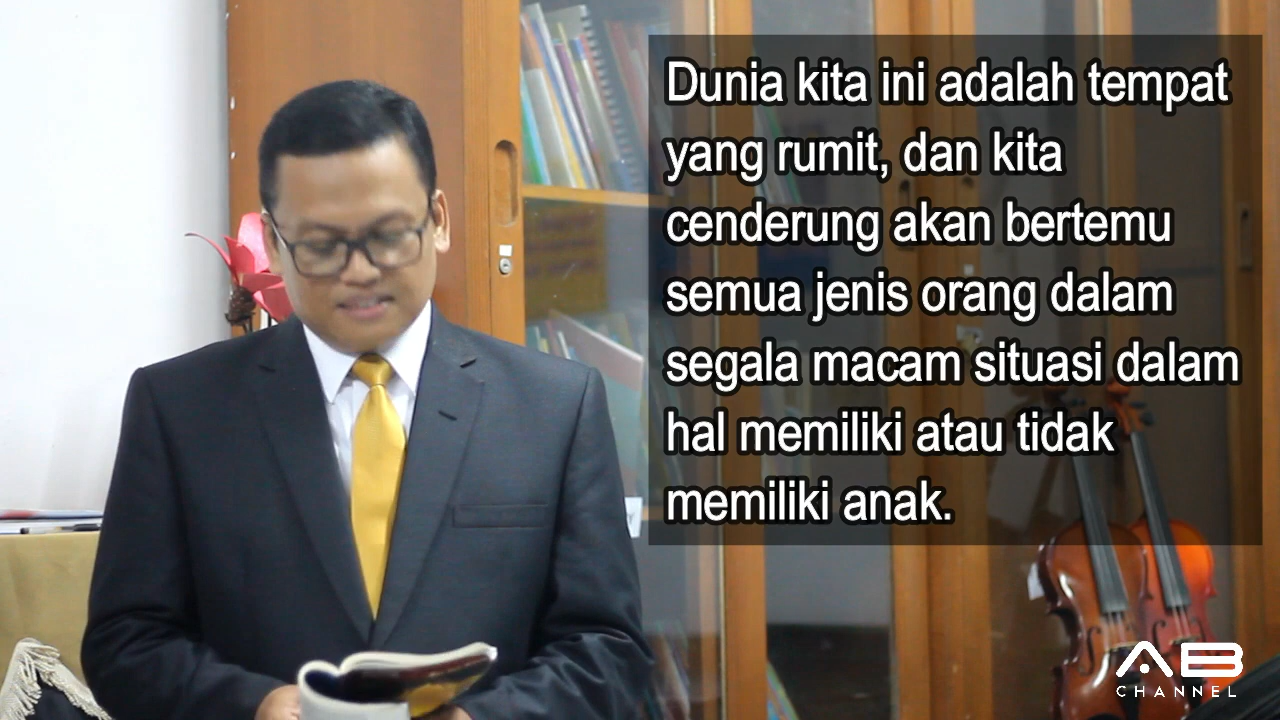 Dunia kita ini adalah tempat
yang rumit, dan kita
cenderung akan bertemu
semua jenis orang dalam
segala macam situasi dalam
hal memiliki atau tidak
memiliki anak.
AB
CHANNEL